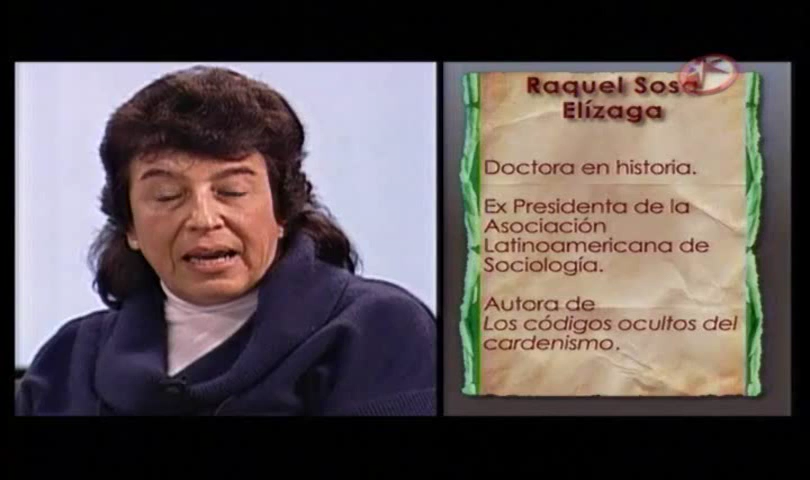 Raquel Sosa
Elízaga
Doctora en historia.
Ex Presidenta de la
Asociación
Latinoamericana de
Sociología.
Autora de
Los códigos ocultos del
cardenismo.